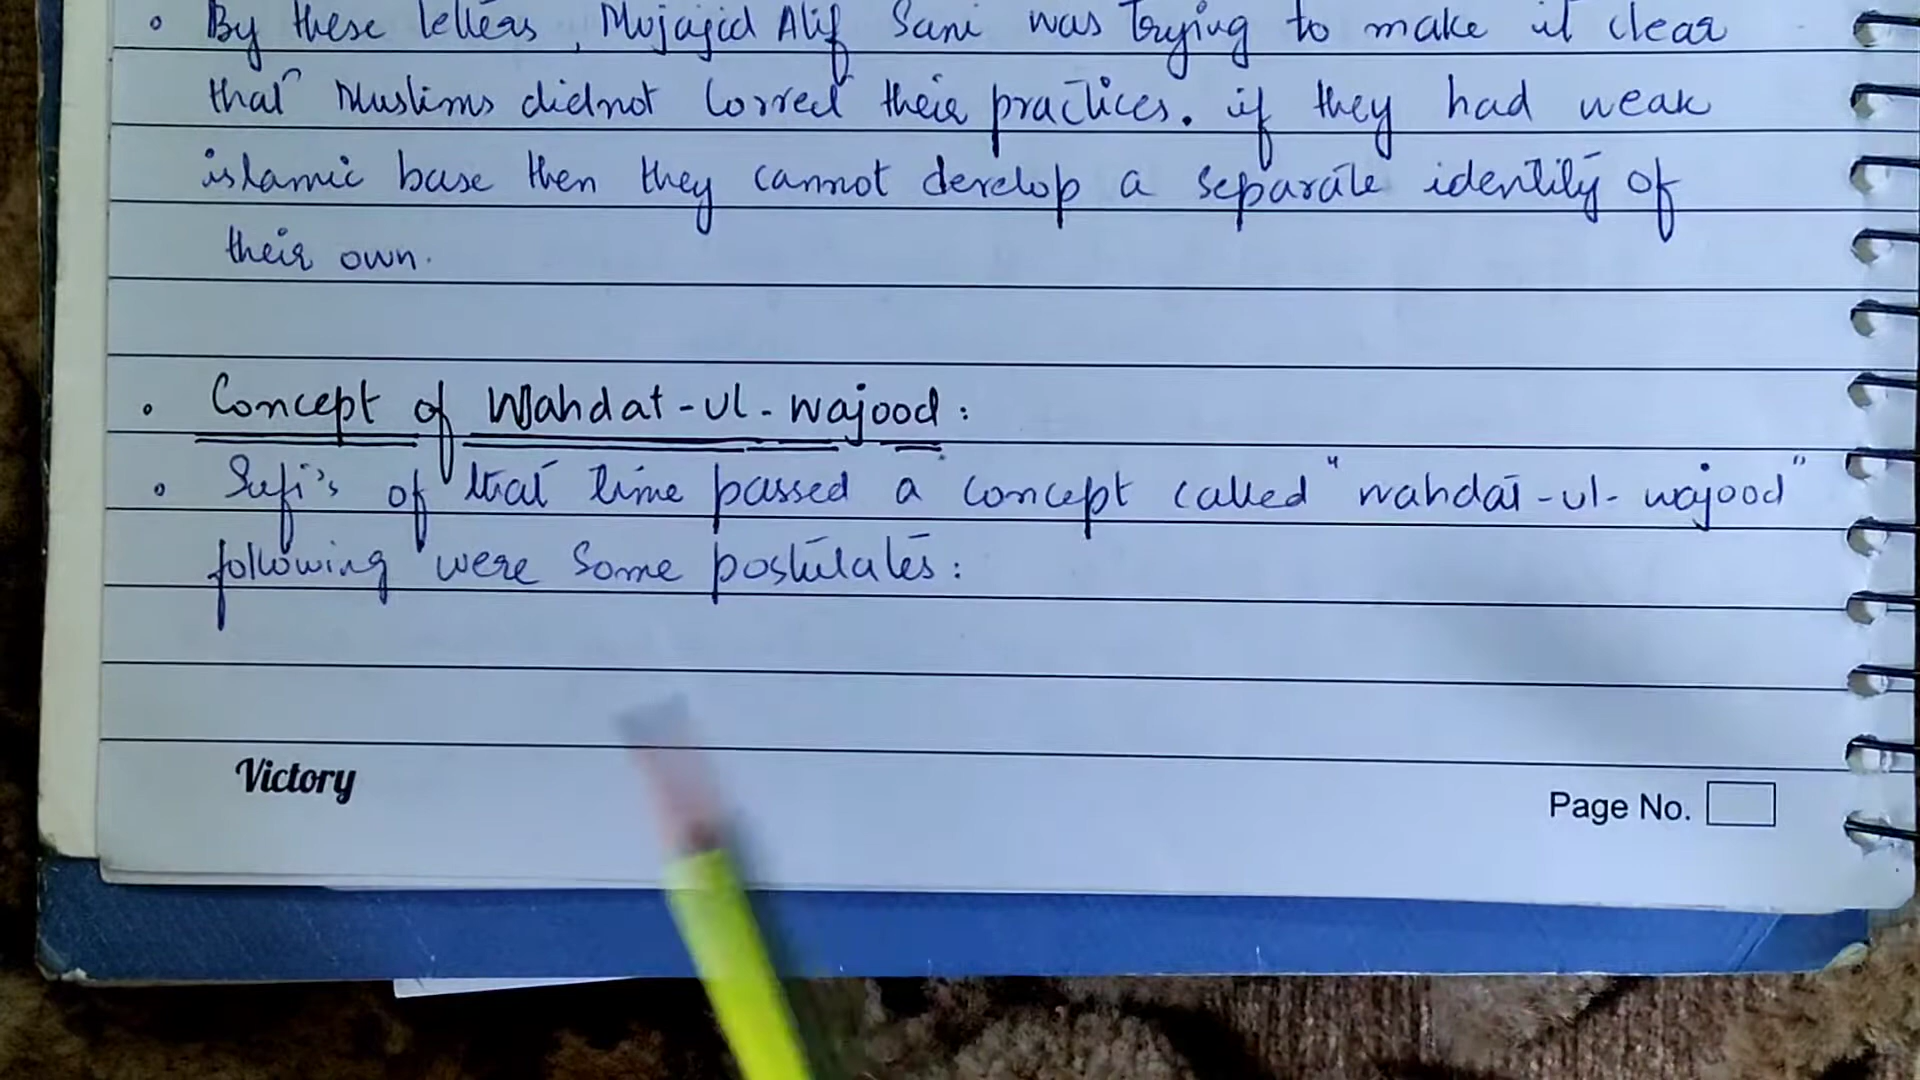 • By these letters, Mujajid Alif Sani was trying to make it clear
that Muslims didnot Correct their practices. if they had weak
islamic base then they cannot develop a separate identity of
their own.
• Concept of Wahdat-ul-wajood:
• Sufi's of that time passed a concept called "wahdat-ul-wajood"
following were some postulates:
Victory
Page No.